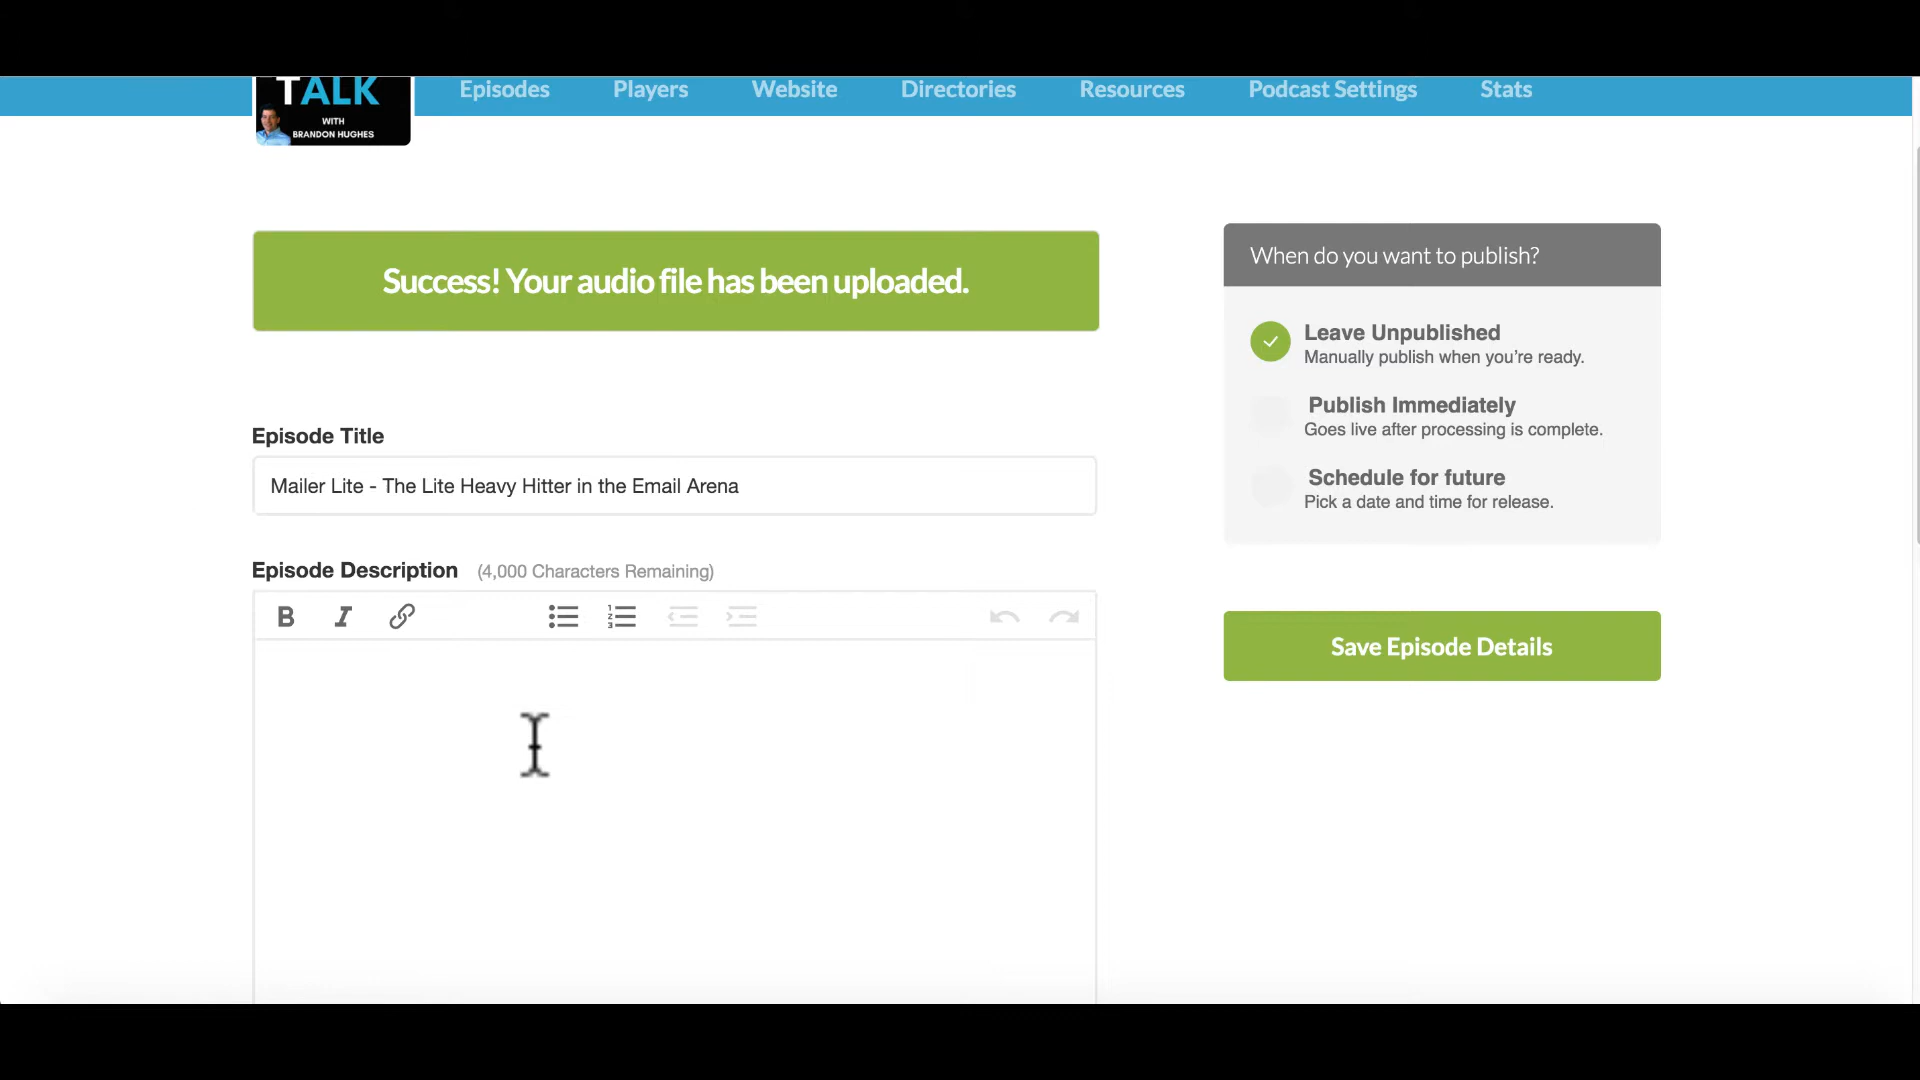 TALK
WITH
BRANDON HUGHES
Episodes Players Website Directories Resources Podcast Settings Stats
Success! Your audio file has been uploaded.
When do you want to publish?
Leave Unpublished
Manually publish when you're ready.
Publish Immediately
Goes live after processing is complete.
Schedule for future
Pick a date and time for release.
Episode Title
Mailer Lite - The Lite Heavy Hitter in the Email Arena
Episode Description (4,000 Characters Remaining)
Save Episode Details